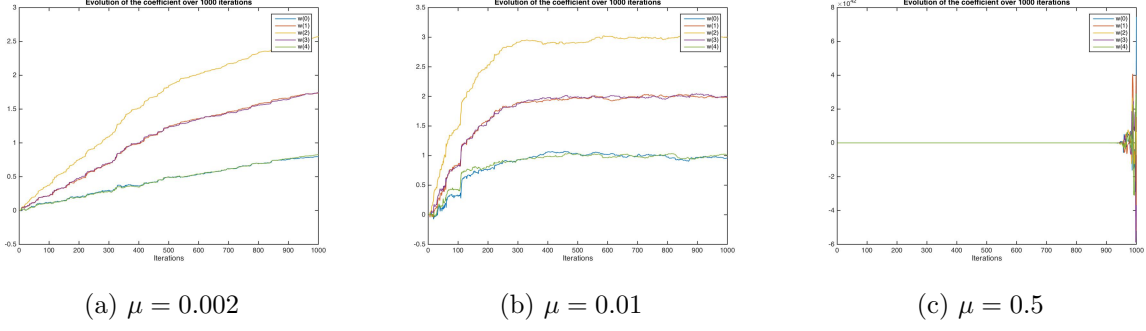 Evolution of the coefficient over 1000 iterations
3
2.5
2
1.5
1
0.5
0
-0.5
0 100 200 300 400 500 600 700 800 900 1000
Iterations
w(0)
w(1)
w(2)
w(3)
w(4)
(a) μ = 0.002
Evolution of the coefficient over 1000 iterations
3.5
3
2.5
2
1.5
1
0.5
0
-0.5
0 100 200 300 400 500 600 700 800 900 1000
Iterations
w(0)
w(1)
w(2)
w(3)
w(4)
(b) μ = 0.01
Evolution of the coefficient over 1000 iterations
8
6
4
2
0
-2
-4
-6
0 100 200 300 400 500 600 700 800 900 1000
Iterations
w(0)
w(1)
w(2)
w(3)
w(4)
(c) μ = 0.5